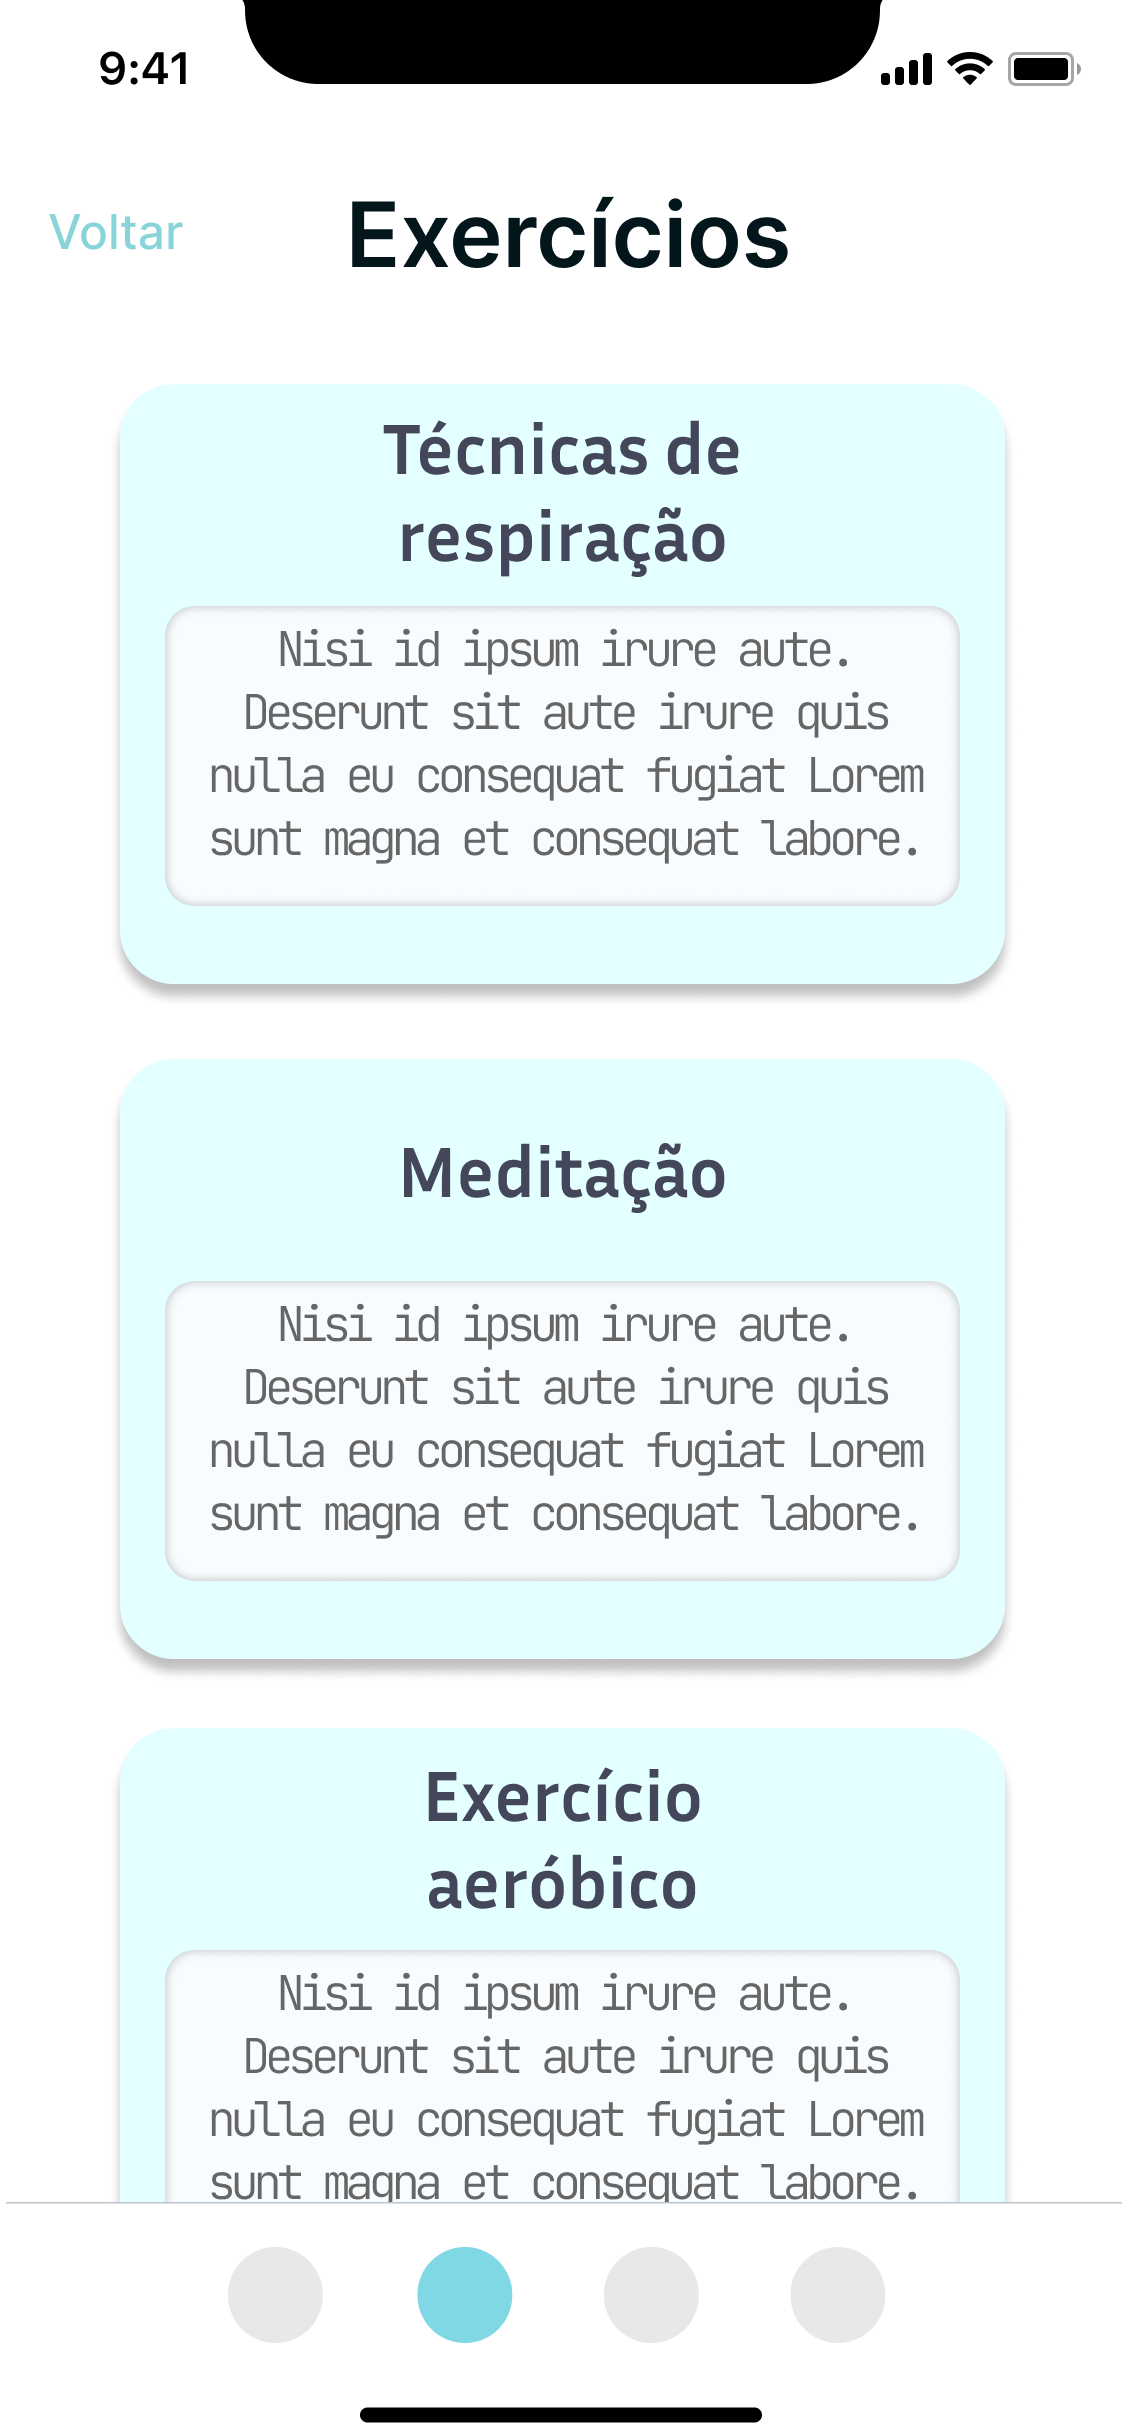 9:41
Voltar
Exercícios
Técnicas de
respiração
Nisi id ipsum irure aute.
Deserunt sit aute irure quis
nulla eu consequat fugiat Lorem
sunt magna et consequat labore.
Meditação
Nisi id ipsum irure aute.
Deserunt sit aute irure quis
nulla eu consequat fugiat Lorem
sunt magna et consequat labore.
Exercício
aeróbico
Nisi id ipsum irure aute.
Deserunt sit aute irure quis
nulla eu consequat fugiat Lorem
sunt magna et consequat labore.